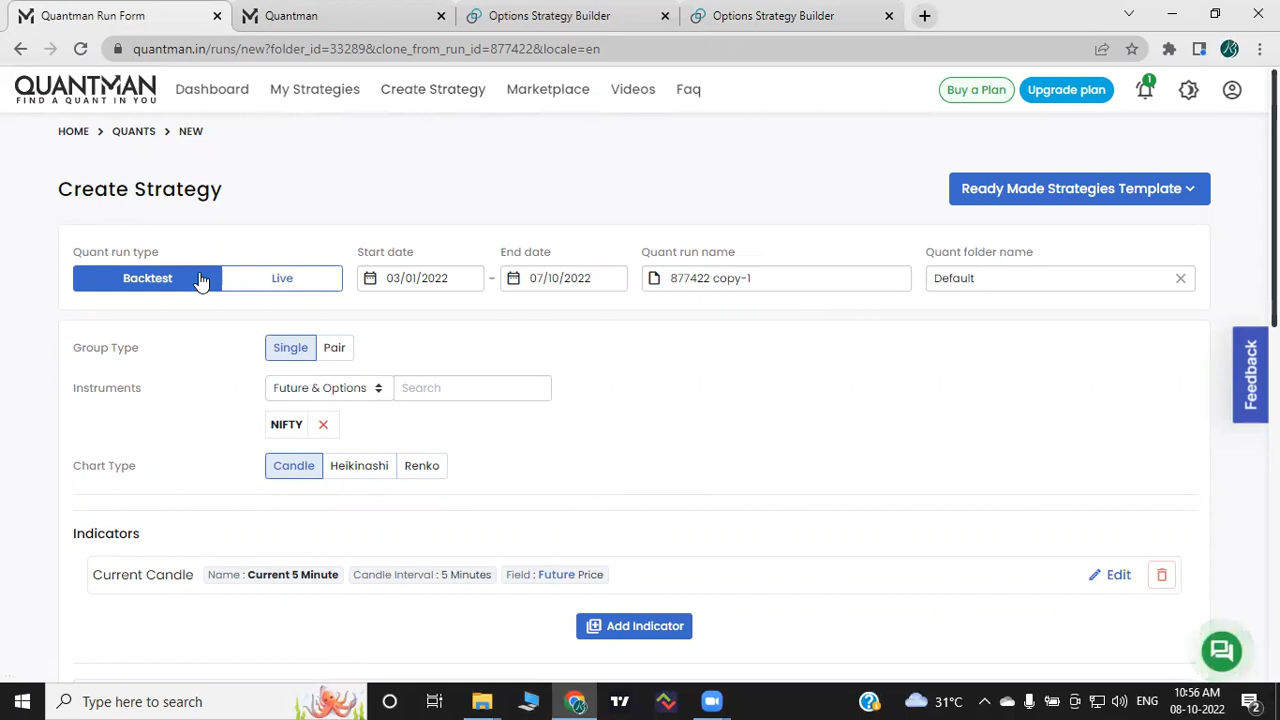 Quantman Run Form
Quantman
Options Strategy Builder
Options Strategy Builder
quantman.in/runs/new?folder_id=33289&clone_from_run_id=877422&locale=en
QUANTMAN
FIND A QUANT IN YOU
Dashboard
My Strategies
Create Strategy
Marketplace
Videos
Faq
Buy a Plan
Upgrade plan
1
HOME > QUANTS > NEW
Create Strategy
Ready Made Strategies Template
Quant run type
Start date
End date
Quant run name
Quant folder name
Backtest
Live
03/01/2022
-
07/10/2022
877422 copy-1
Default
Group Type
Single
Pair
Instruments
Future & Options
Search
NIFTY
Chart Type
Candle
Heikinashi
Renko
Feedback
Indicators
Current Candle
Name : Current 5 Minute
Candle Interval : 5 Minutes
Field : Future Price
Edit
Add Indicator
Type here to search
31°C
ENG
10:56 AM
08-10-2022
2